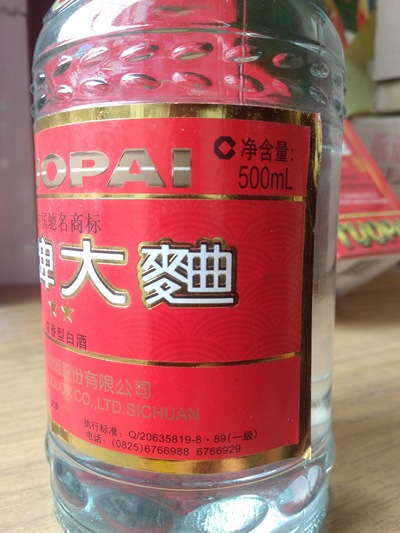 OPAI
净含量:
500mL
国驰名商标
牌大麯
香型白酒
股份有限公司
CO.,LTD.SICHUAN
执行标准: Q/20635819-8·89(一级)
电话: (0825)6766988 6766929
TUOPAI